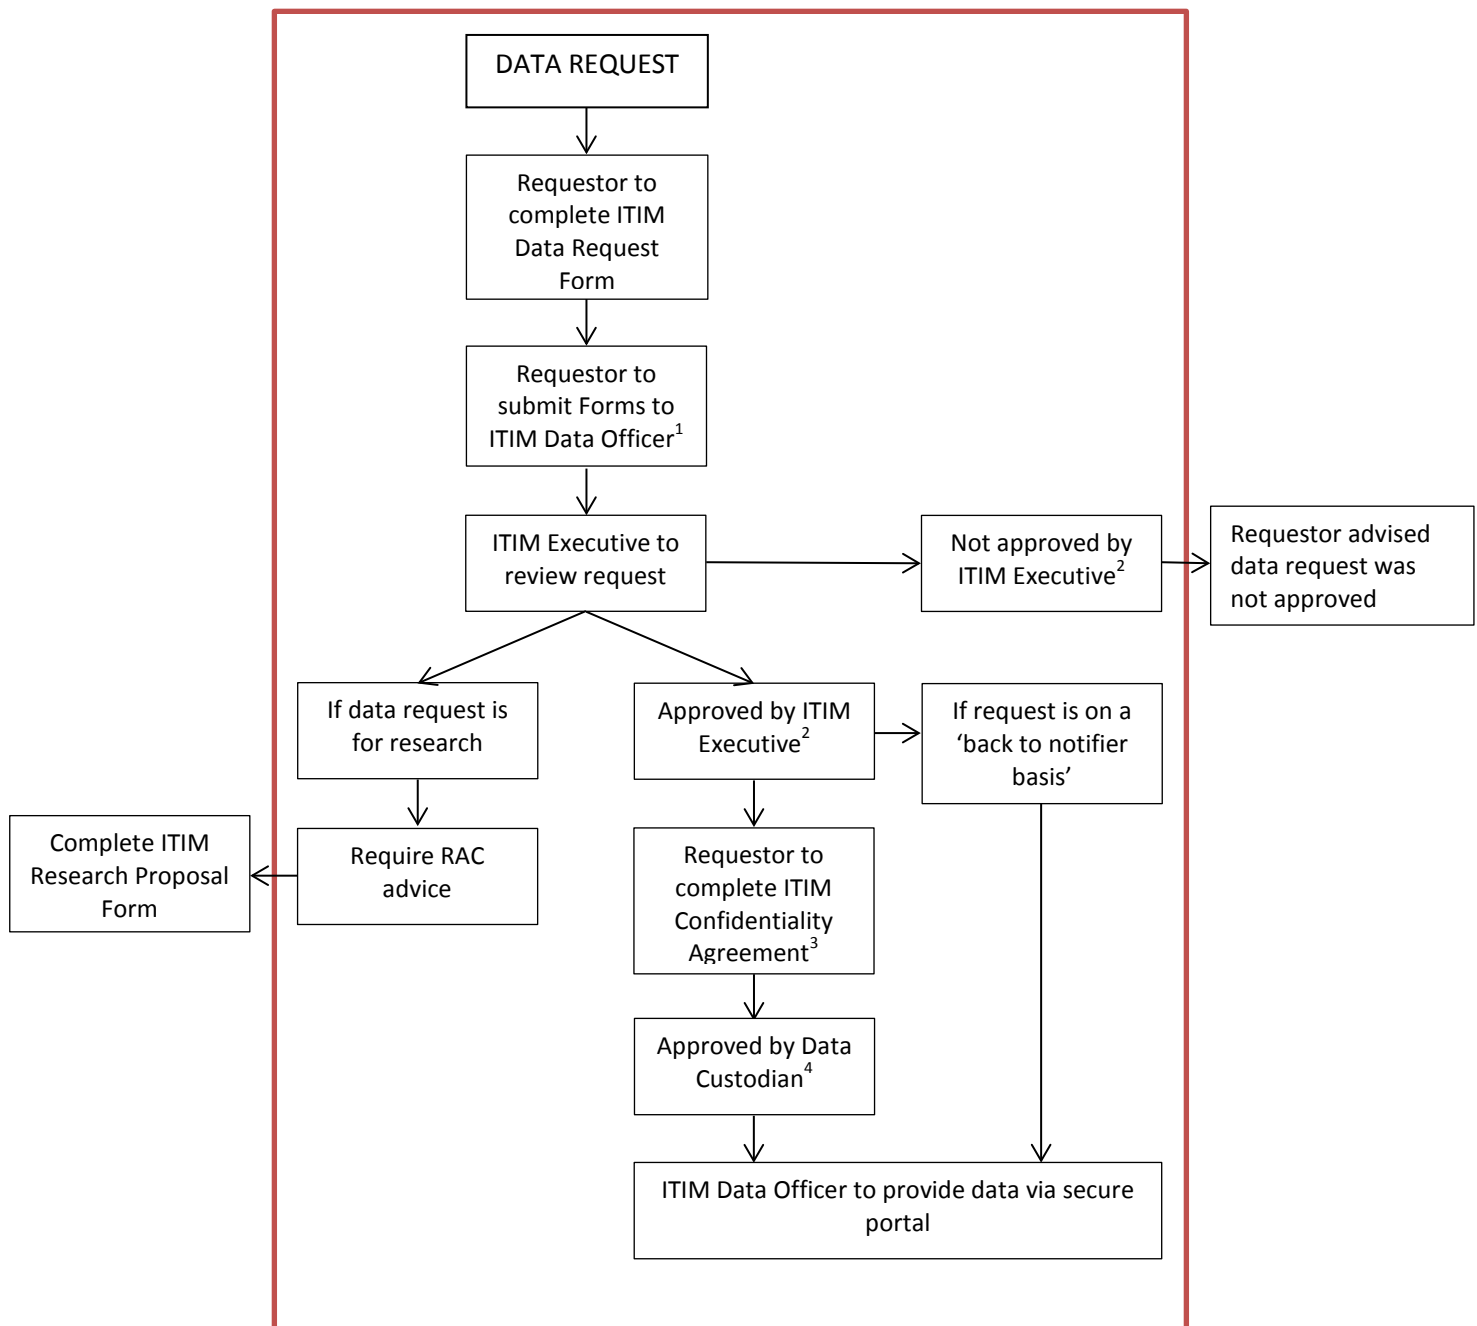 DATA REQUEST
Requestor to
complete ITIM
Data Request
Form
Requestor to
submit Forms to
ITIM Data Officer1
ITIM Executive to
review request
Not approved by
ITIM Executive2
Requestor advised
data request was
not approved
If data request is
for research
Approved by ITIM
Executive2
If request is on a
‘back to notifier
basis’
Complete ITIM
Research Proposal
Form
Require RAC
advice
Requestor to
complete ITIM
Confidentiality
Agreement3
Approved by Data
Custodian4
ITIM Data Officer to provide data via secure
portal